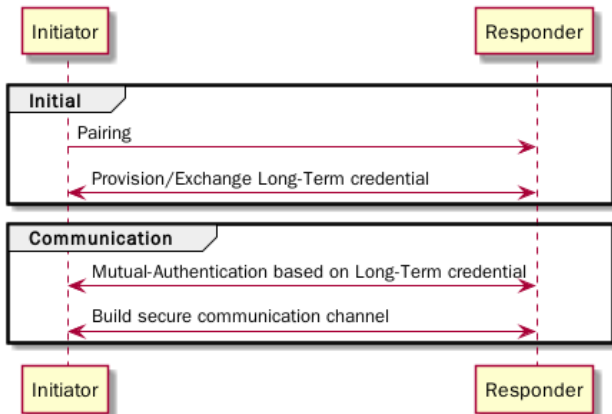 Initiator
Responder
Initial
Pairing
Provision/Exchange Long-Term credential
Communication
Mutual-Authentication based on Long-Term credential
Build secure communication channel
Initiator
Responder